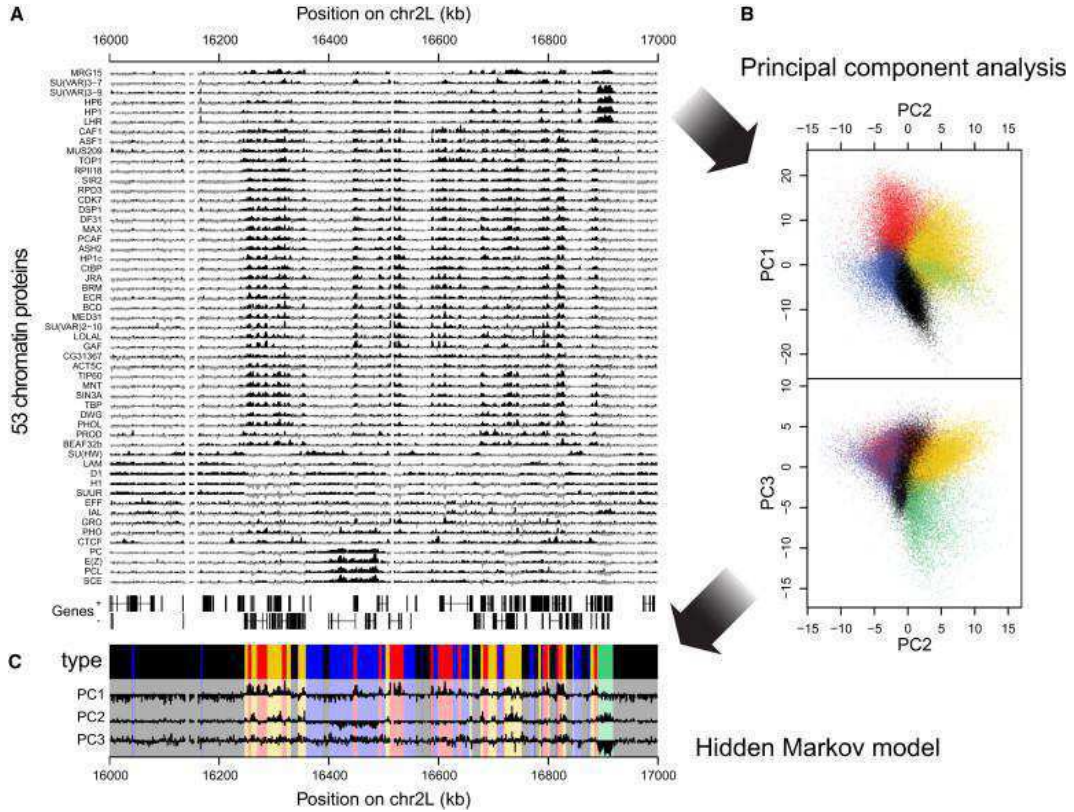 A
Position on chr2L (kb)
16000 16200 16400 16600 16800 17000
53 chromatin proteins
MRG15
SU(VAR)3-7
SU(VAR)3-9
HP6
HP1
LHR
CAF1
ASF1
MUS209
TOP1
RPII18
SIR2
RPD3
CDK7
DSP1
DF31
MAX
PCAF
ASH2
HP1c
CtBP
JRA
BRM
ECR
BCD
MED31
SU(VAR)2-10
LOLAL
GAF
CG31367
ACT5C
TIP60
MNT
SIN3A
TBP
DWG
PHOL
PROD
BEAF32b
SU(HW)
LAM
D1
H1
SUUR
EFF
IAL
GRO
PHO
CTCF
PC
E(Z)
PCL
SCE
Genes
+
-
B
Principal component analysis
PC2
-15 -5 0 5 10 15
PC1
20
10
0
-10
-20
PC3
10
5
0
-5
-10
-15
-15 -5 0 5 10 15
PC2
C
type
PC1
PC2
PC3
16000 16200 16400 16600 16800 17000
Position on chr2L (kb)
Hidden Markov model